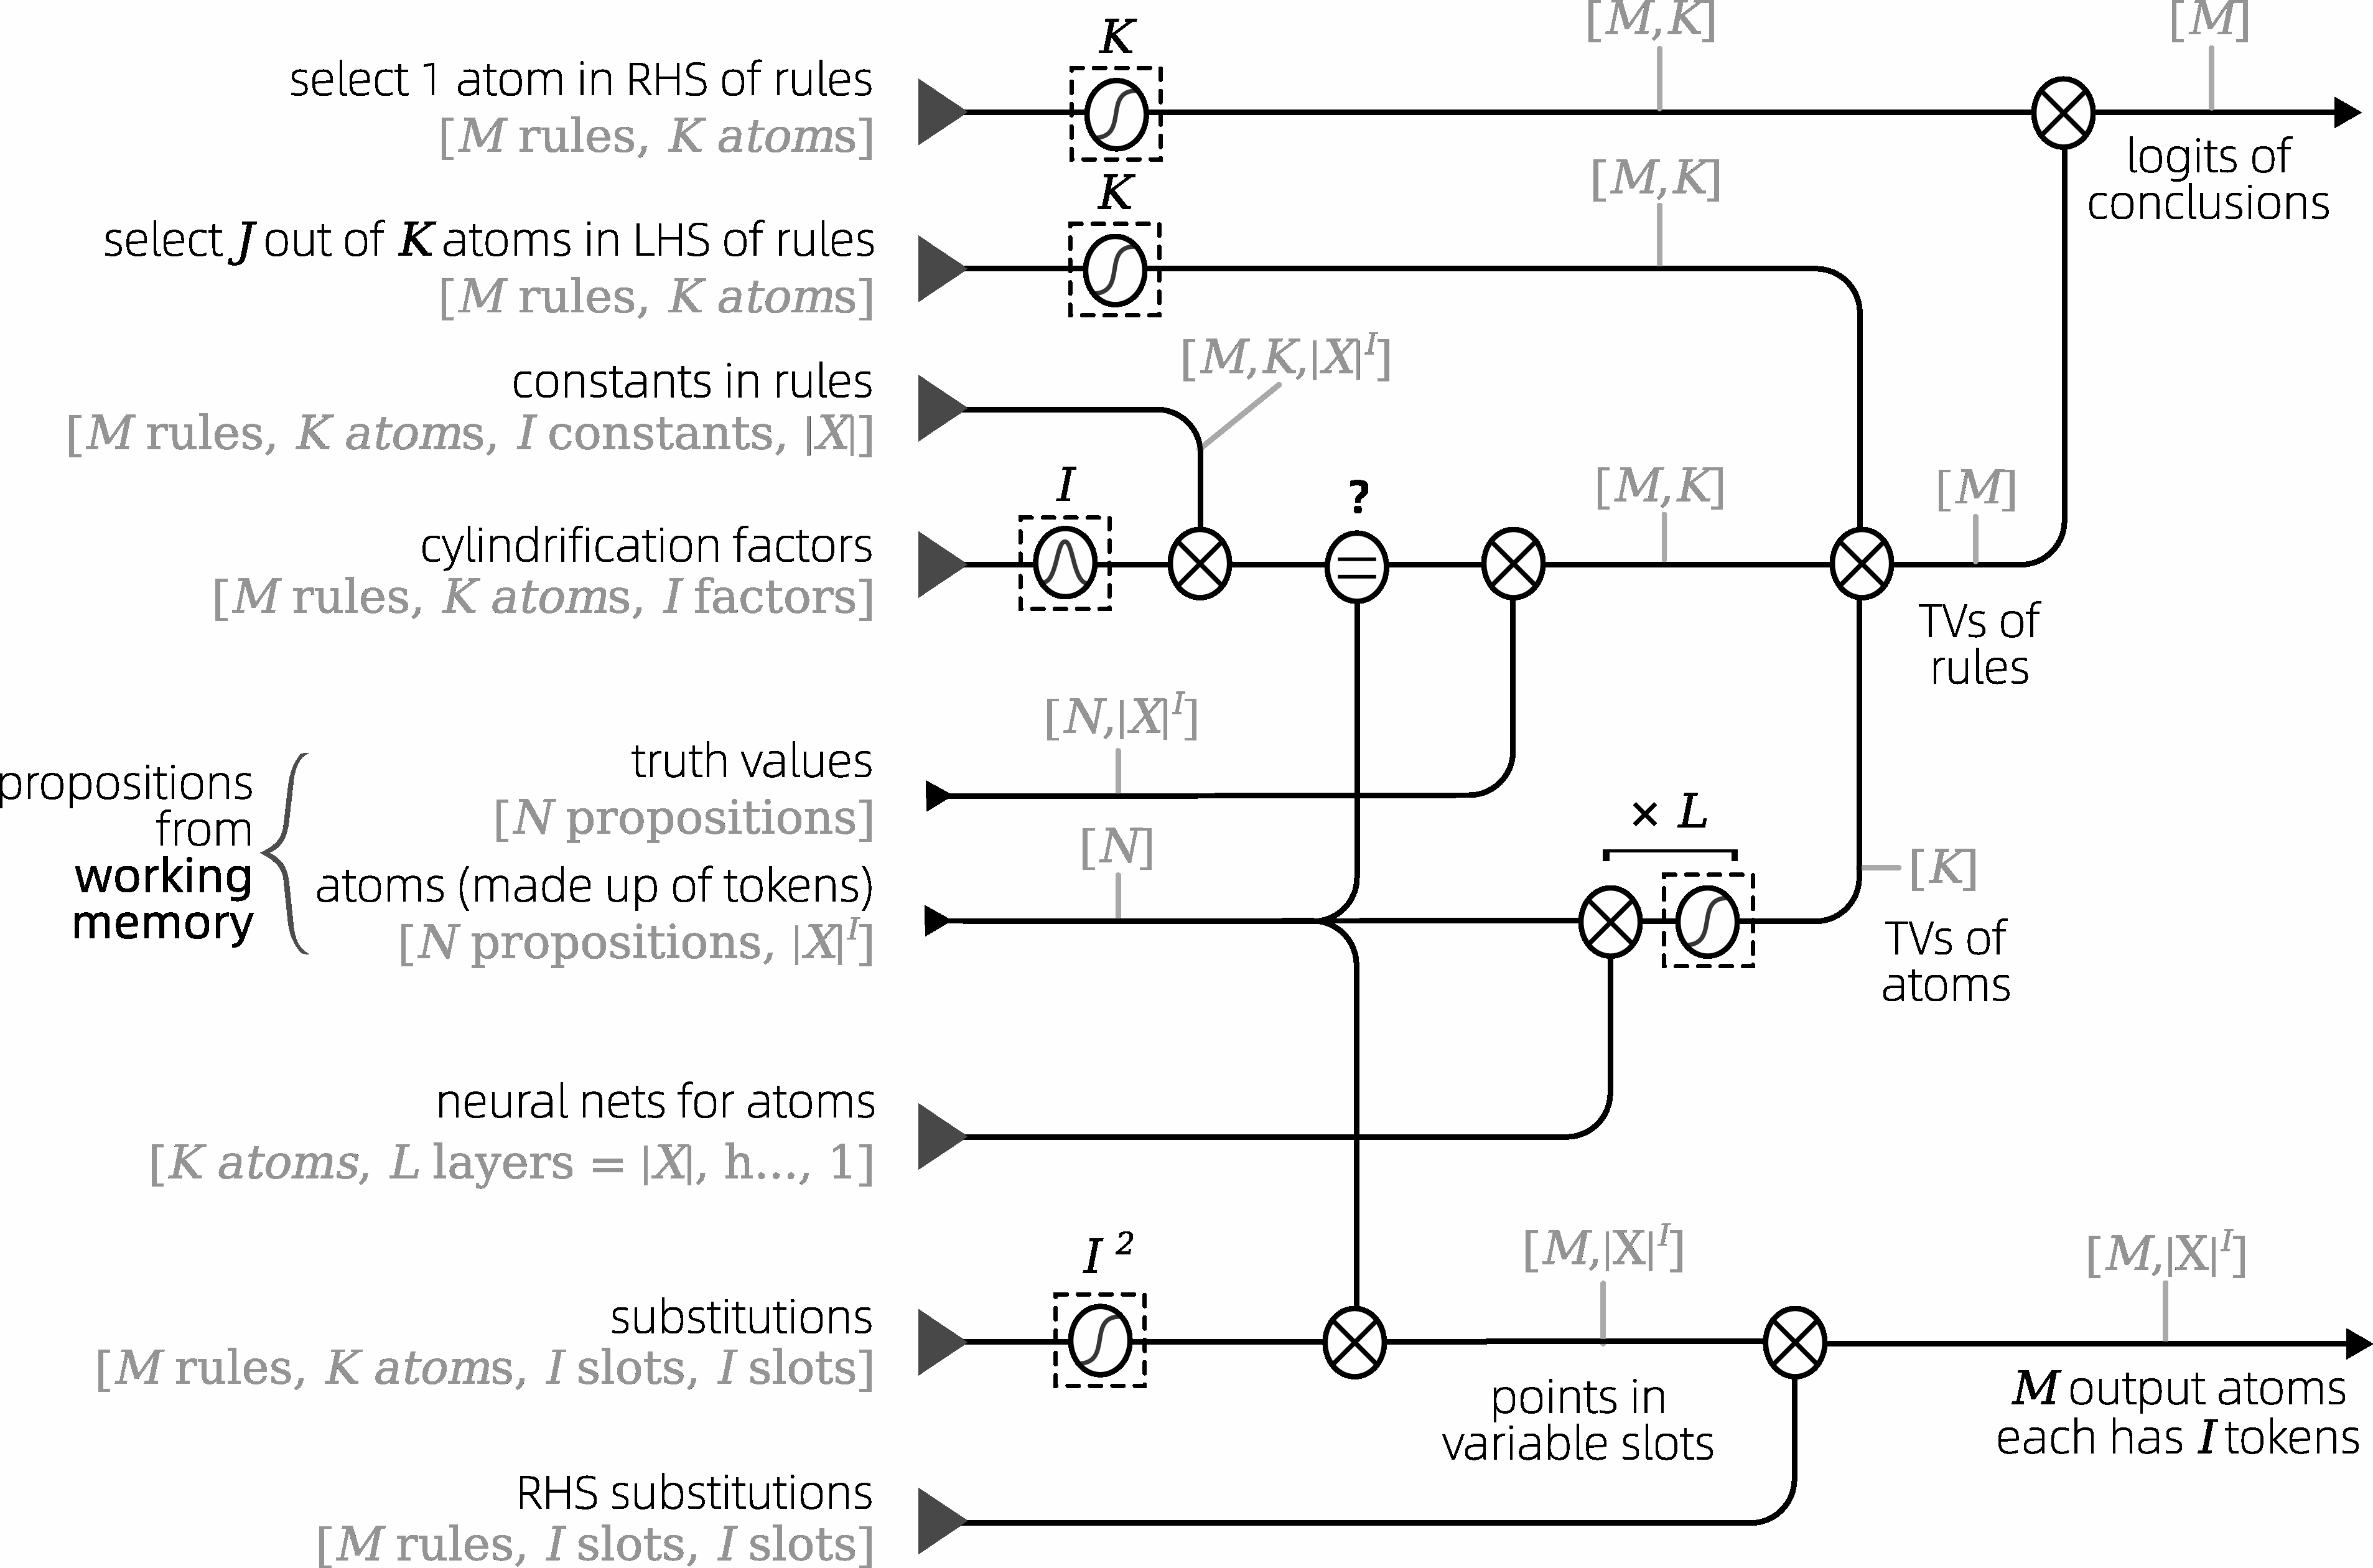 K
[M,K]
[M]
select 1 atom in RHS of rules
[M rules, K atoms]
logits of
conclusions
K
[M,K]
select J out of K atoms in LHS of rules
[M rules, K atoms]
constants in rules
[M rules, K atoms, I constants, |X|]
[M,K,|X|^I]
I
?
[M,K]
[M]
cylindrification factors
[M rules, K atoms, I factors]
TVs of
rules
propositions
from
working
memory
truth values
[N propositions]
[N,|X|^I]
atoms (made up of tokens)
[N propositions, |X|^I]
[N]
× L
[K]
TVs of
atoms
neural nets for atoms
[K atoms, L layers = |X|, h..., 1]
I ²
[M,|X|^I]
[M,|X|^I]
substitutions
[M rules, K atoms, I slots, I slots]
points in
variable slots
M output atoms
each has I tokens
RHS substitutions
[M rules, I slots, I slots]